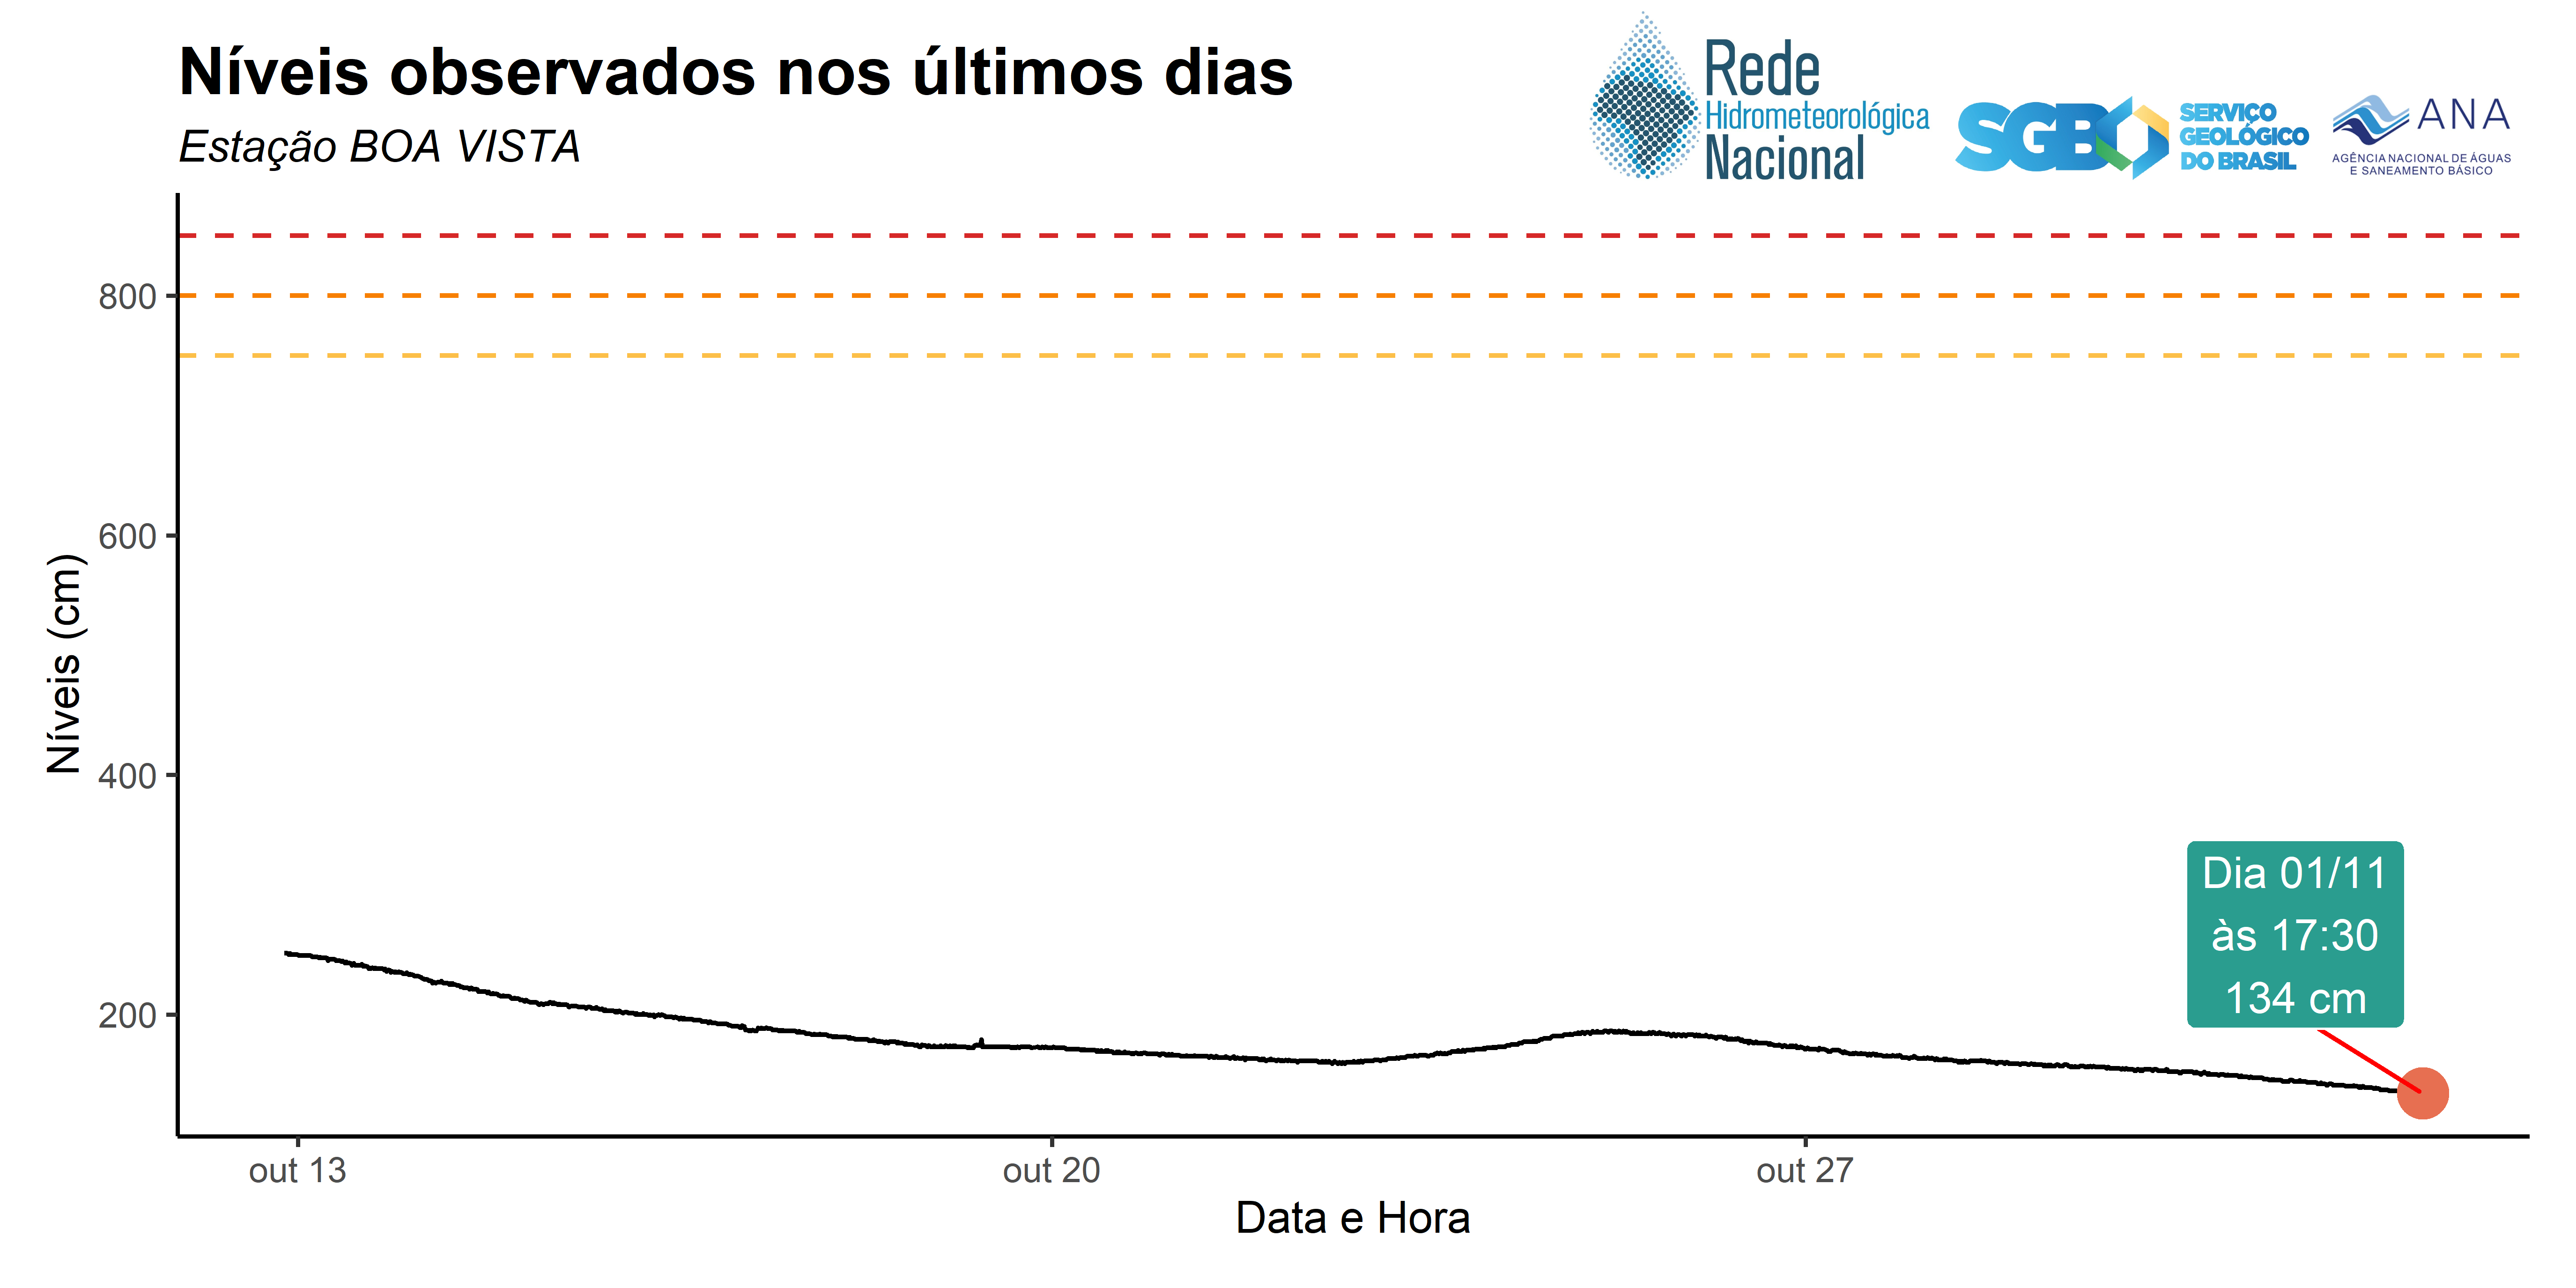 Níveis observados nos últimos dias
Estação BOA VISTA
Rede
Hidrometeorológica
Nacional
SGB
SERVIÇO
GEOLÓGICO
DO BRASIL
ANA
AGÊNCIA NACIONAL DE ÁGUAS
E SANEAMENTO BÁSICO
Níveis (cm)
800
600
400
200
Dia 01/11
às 17:30
134 cm
out 13
out 20
out 27
Data e Hora